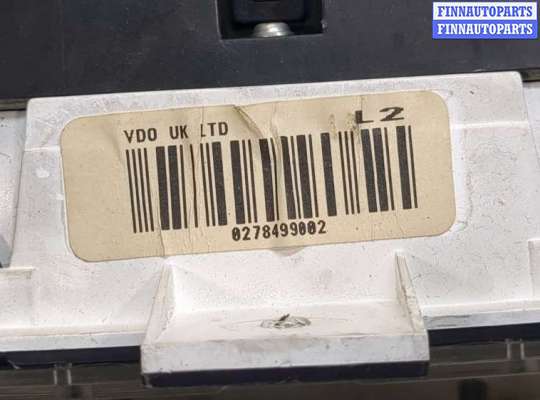 FINNAUTOPARTS
FINNAUTOPARTS
VDO UK LTD L2
0278499002